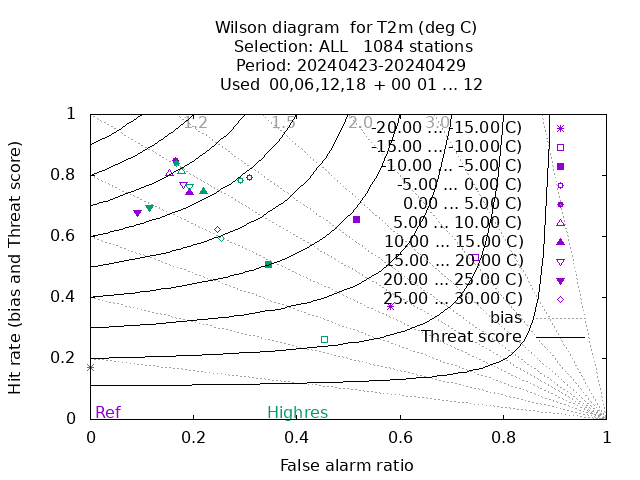 Wilson diagram  for T2m (deg C)
Selection: ALL   1084 stations
Period: 20240423-20240429
Used  00,06,12,18  + 00 01 ... 12
1.2 1.5 2.0 3.0
-20.00 ... -15.00 C)
-15.00 ... -10.00 C)
-10.00 ... -5.00 C)
-5.00 ... 0.00 C)
0.00 ... 5.00 C)
5.00 ... 10.00 C)
10.00 ... 15.00 C)
15.00 ... 20.00 C)
20.00 ... 25.00 C)
25.00 ... 30.00 C)
bias
Threat score
1
0.8
0.6
0.4
0.2
0
Hit rate (bias and Threat score)
Ref Highres
0 0.2 0.4 0.6 0.8 1
False alarm ratio